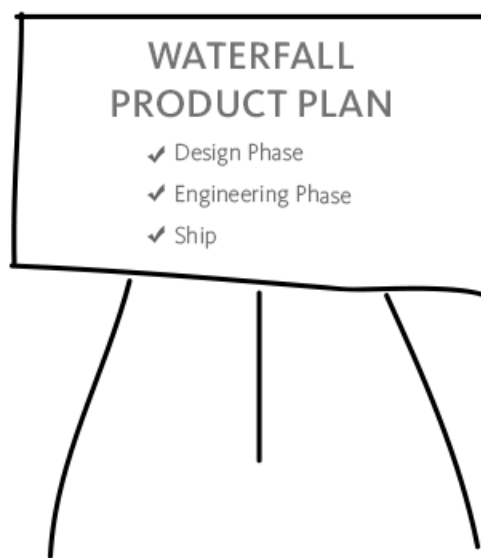 WATERFALL
PRODUCT PLAN
✔ Design Phase
✔ Engineering Phase
✔ Ship